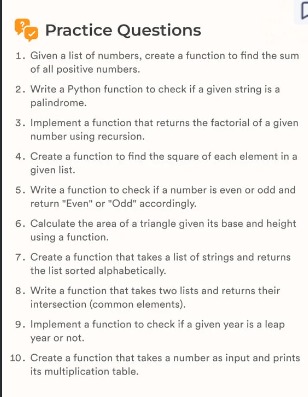 Practice Questions
1. Given a list of numbers, create a function to find the sum
of all positive numbers.
2. Write a Python function to check if a given string is a
palindrome.
3. Implement a function that returns the factorial of a given
number using recursion.
4. Create a function to find the square of each element in a
given list.
5. Write a function to check if a number is even or odd and
return "Even" or "Odd" accordingly.
6. Calculate the area of a triangle given its base and height
using a function.
7. Create a function that takes a list of strings and returns
the list sorted alphabetically.
8. Write a function that takes two lists and returns their
intersection (common elements).
9. Implement a function to check if a given year is a leap
year or not.
10. Create a function that takes a number as input and prints
its multiplication table.